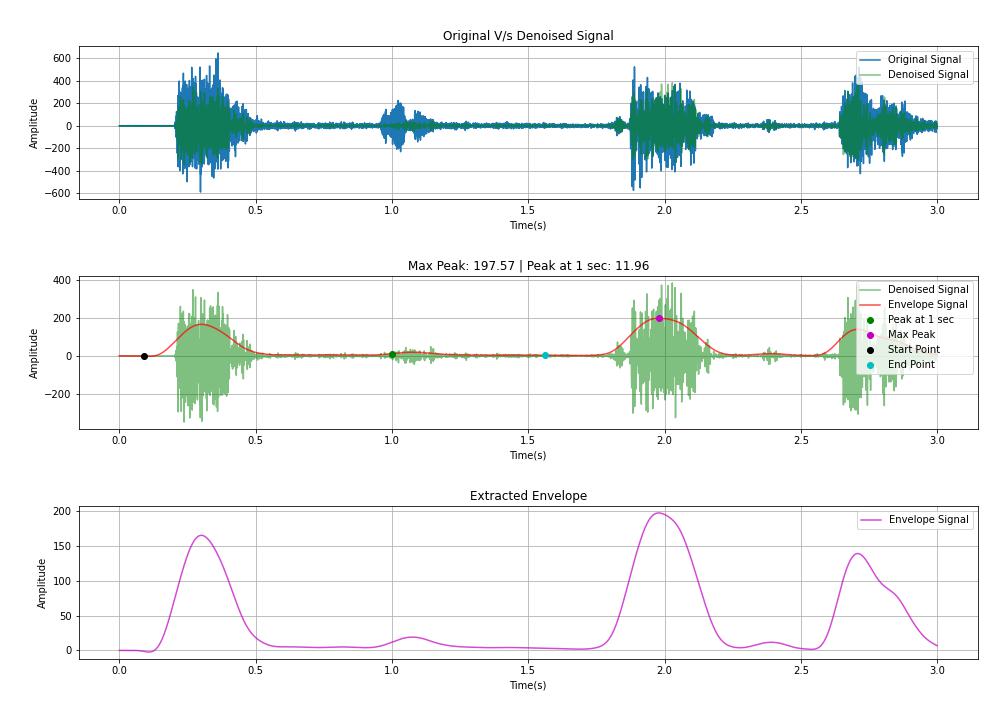 Original V/s Denoised Signal
600
400
200
0
−200
−400
−600
Amplitude
Original Signal
Denoised Signal
0.0 0.5 1.0 1.5 2.0 2.5 3.0
Time(s)
Max Peak: 197.57 | Peak at 1 sec: 11.96
400
200
0
−200
Amplitude
Denoised Signal
Envelope Signal
Peak at 1 sec
Max Peak
Start Point
End Point
0.0 0.5 1.0 1.5 2.0 2.5 3.0
Time(s)
Extracted Envelope
200
150
100
50
0
Amplitude
Envelope Signal
0.0 0.5 1.0 1.5 2.0 2.5 3.0
Time(s)